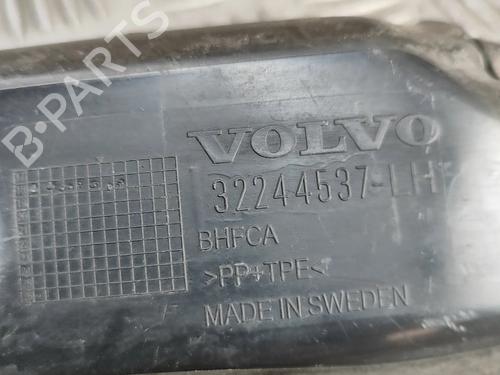 B-PARTS
VOLVO
32244537-LH
BHFCA
>PP+TPE<
MADE IN SWEDEN